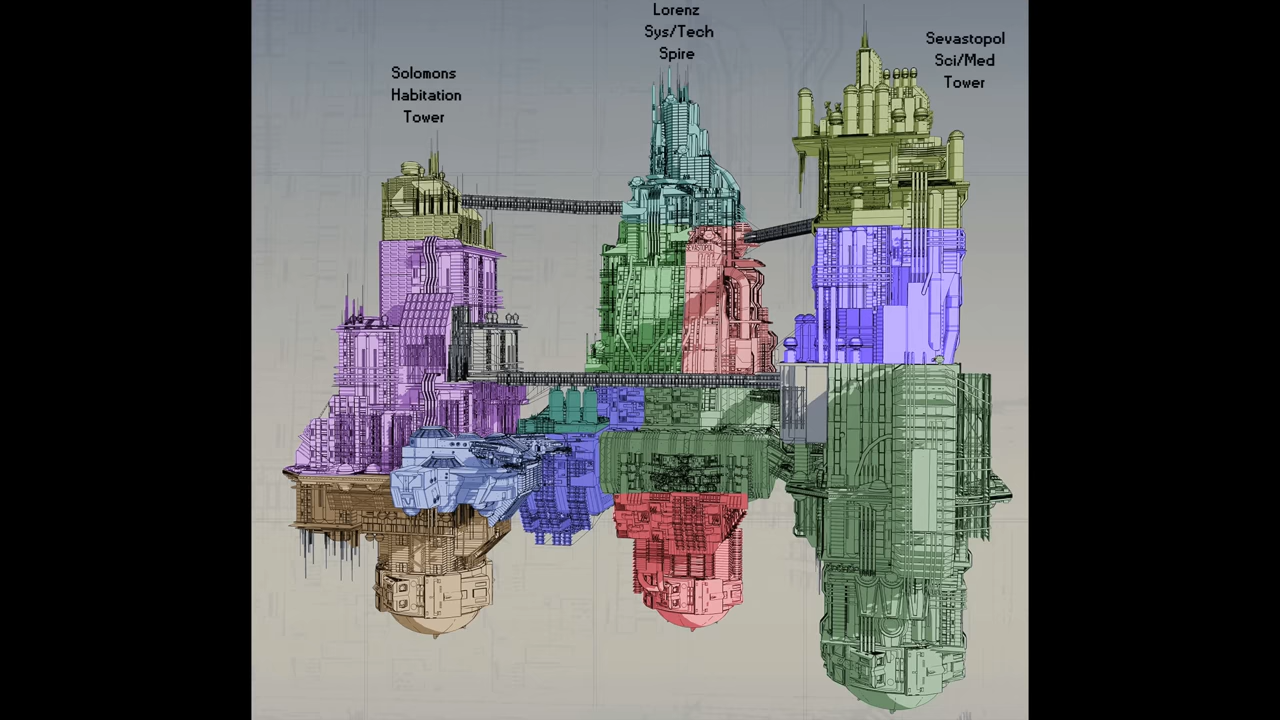 Solomons
Habitation
Tower
Lorenz
Sys/Tech
Spire
Sevastopol
Sci/Med
Tower